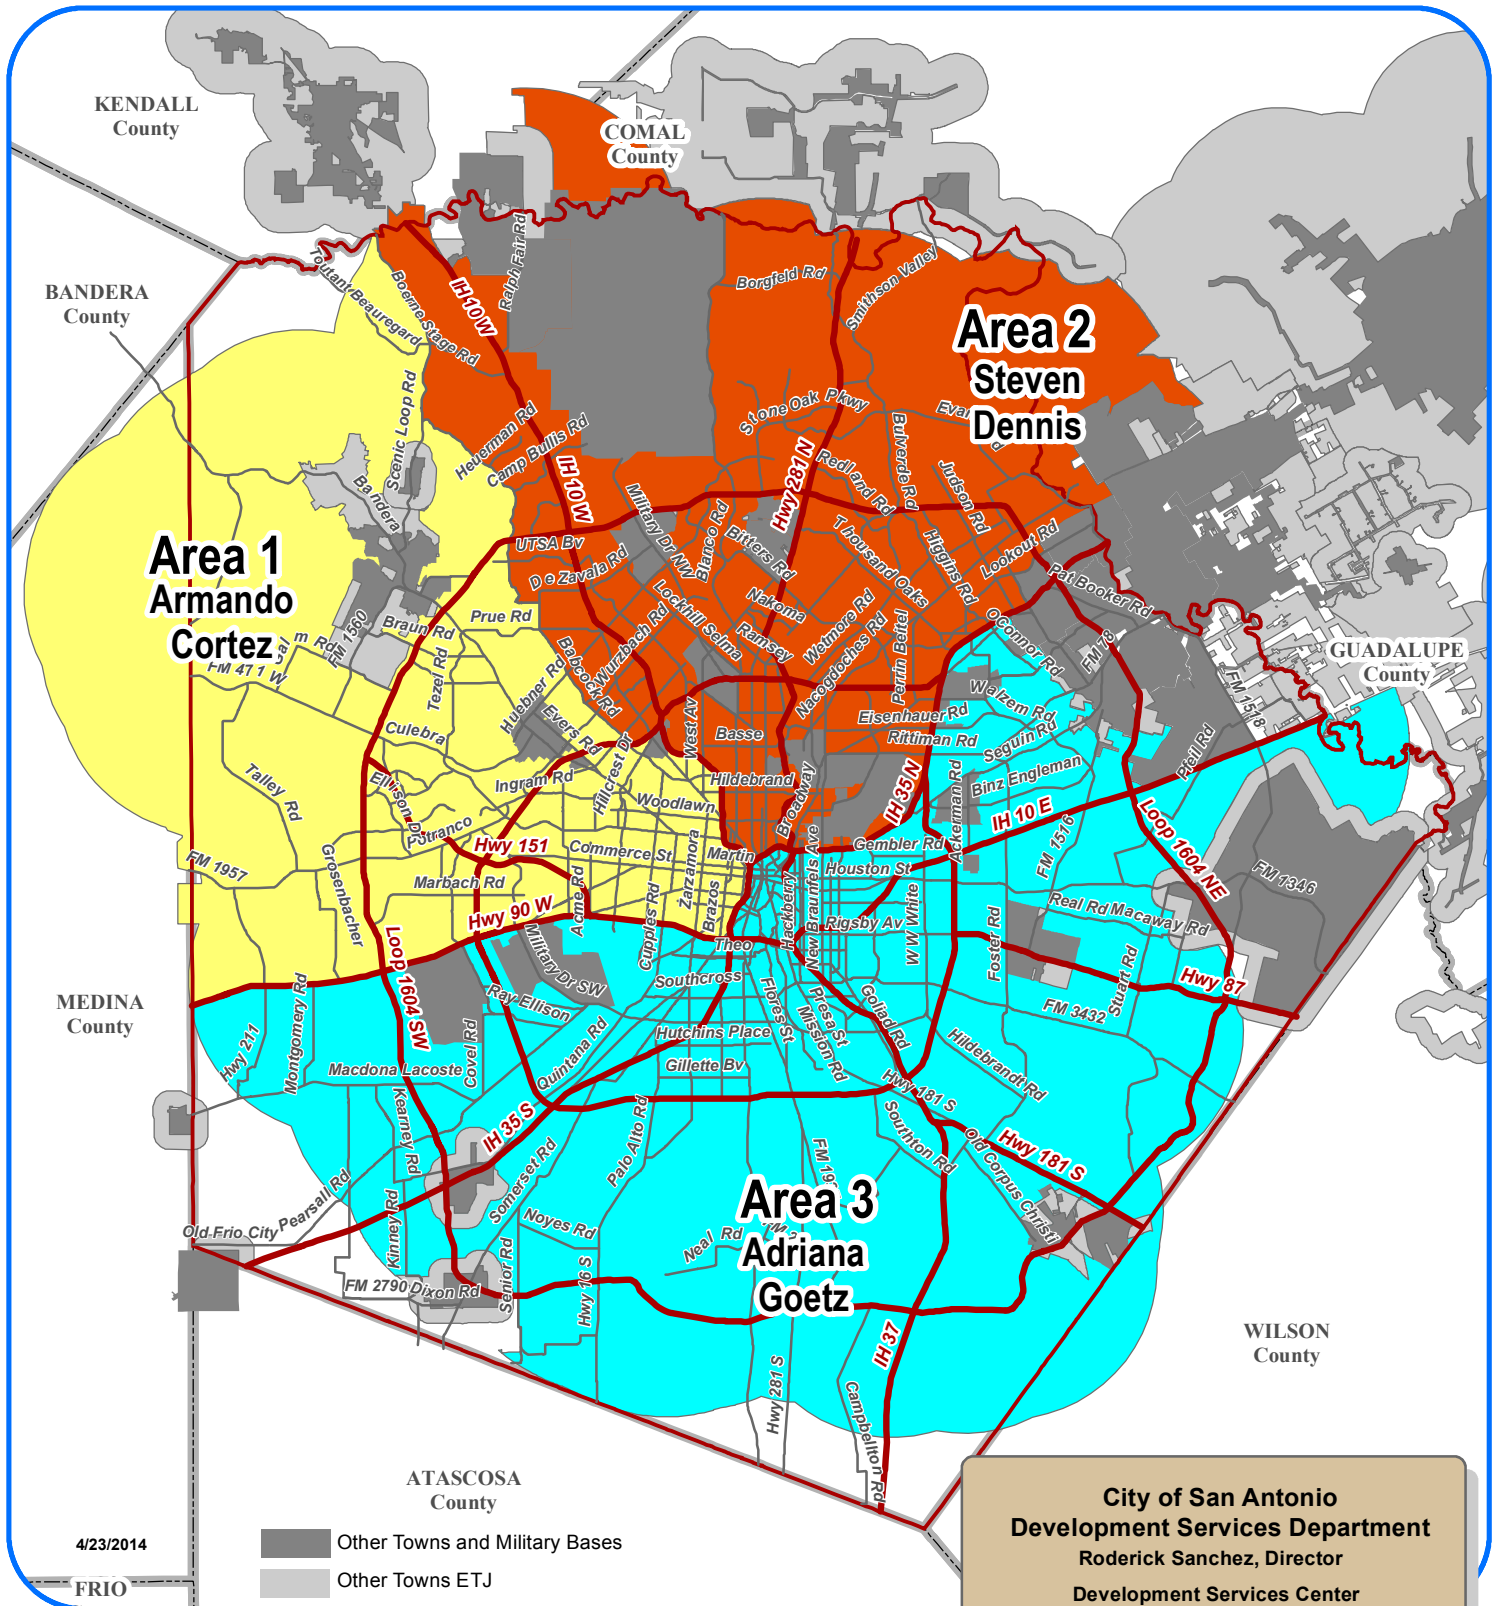 KENDALL
County
COMAL
County
BANDERA
County
Toutant Beauregard
Boerne Stage Rd
IH 10 W
Ralph Fair Rd
Borgfeld Rd
Smithson Valley
Area 2
Steven
Dennis
Scenic Loop Rd
Heuerman Rd
Camp Bullis Rd
Stone Oak Pkwy
Bulverde Rd
Bandera
IH 10 W
Hwy 281 N
Redland Rd
Judson Rd
Military Dr NW
Blanco Rd
Bitters Rd
Thousand Oaks
Higgins Rd
Lookout Rd
Area 1
Armando
Cortez
UTSA Bv
De Zavala Rd
Lockhill Selma
Nakoma
Pat Booker Rd
FM 1560
Braun Rd
Prue Rd
Babcock Rd
Wurzbach Rd
Ramsey
Wetmore Rd
Nacogdoches Rd
Perrin Beitel
O Connor Rd
FM 78
GUADALUPE
County
FM 471 W
Tezel Rd
Huebner Rd
Evers Rd
Walzem Rd
FM 1518
Culebra
Hillcrest Dr
West Av
Basse
Eisenhauer Rd
Rittiman Rd
Seguin Rd
Pfeil Rd
Talley Rd
Ellison Dr
Ingram Rd
Hildebrand
Broadway
Binz Engleman
Potranco
Woodlawn
IH 35 N
Ackerman Rd
IH 10 E
Loop 1604 NE
FM 1957
Grosenbacher
Hwy 151
Commerce St
Zarzamora
Martin
New Braunfels Ave
Gembler Rd
FM 1516
Marbach Rd
Houston St
FM 1346
Hwy 90 W
Acme Rd
Cupples Rd
Brazos
Hackberry
Rigsby Av
WW White
Foster Rd
Real Rd
Macaway Rd
Loop 1604 SW
Military Dr SW
Theo
MEDINA
County
Montgomery Rd
Ray Ellison
Southcross
Flores St
Presa St
Mission Rd
Goliad Rd
Stuart Rd
Hwy 87
FM 3432
Hwy 211
Covel Rd
Quintana Rd
Hutchins Place
Hildebrandt Rd
Macdona Lacoste
Gillette Bv
Hwy 181 S
Kearney Rd
IH 35 S
Palo Alto Rd
Southton Rd
Old Corpus Christi
Hwy 181 S
Pearsall Rd
Somerset Rd
Area 3
Adriana
Goetz
Old Frio City
Kinney Rd
Noyes Rd
Neal Rd
FM 2790
Dixon Rd
Senior Rd
Hwy 16 S
IH 37
WILSON
County
Hwy 281 S
Campbellton Rd
ATASCOSA
County
4/23/2014
FRIO
Other Towns and Military Bases
Other Towns ETJ
City of San Antonio
Development Services Department
Roderick Sanchez, Director
Development Services Center